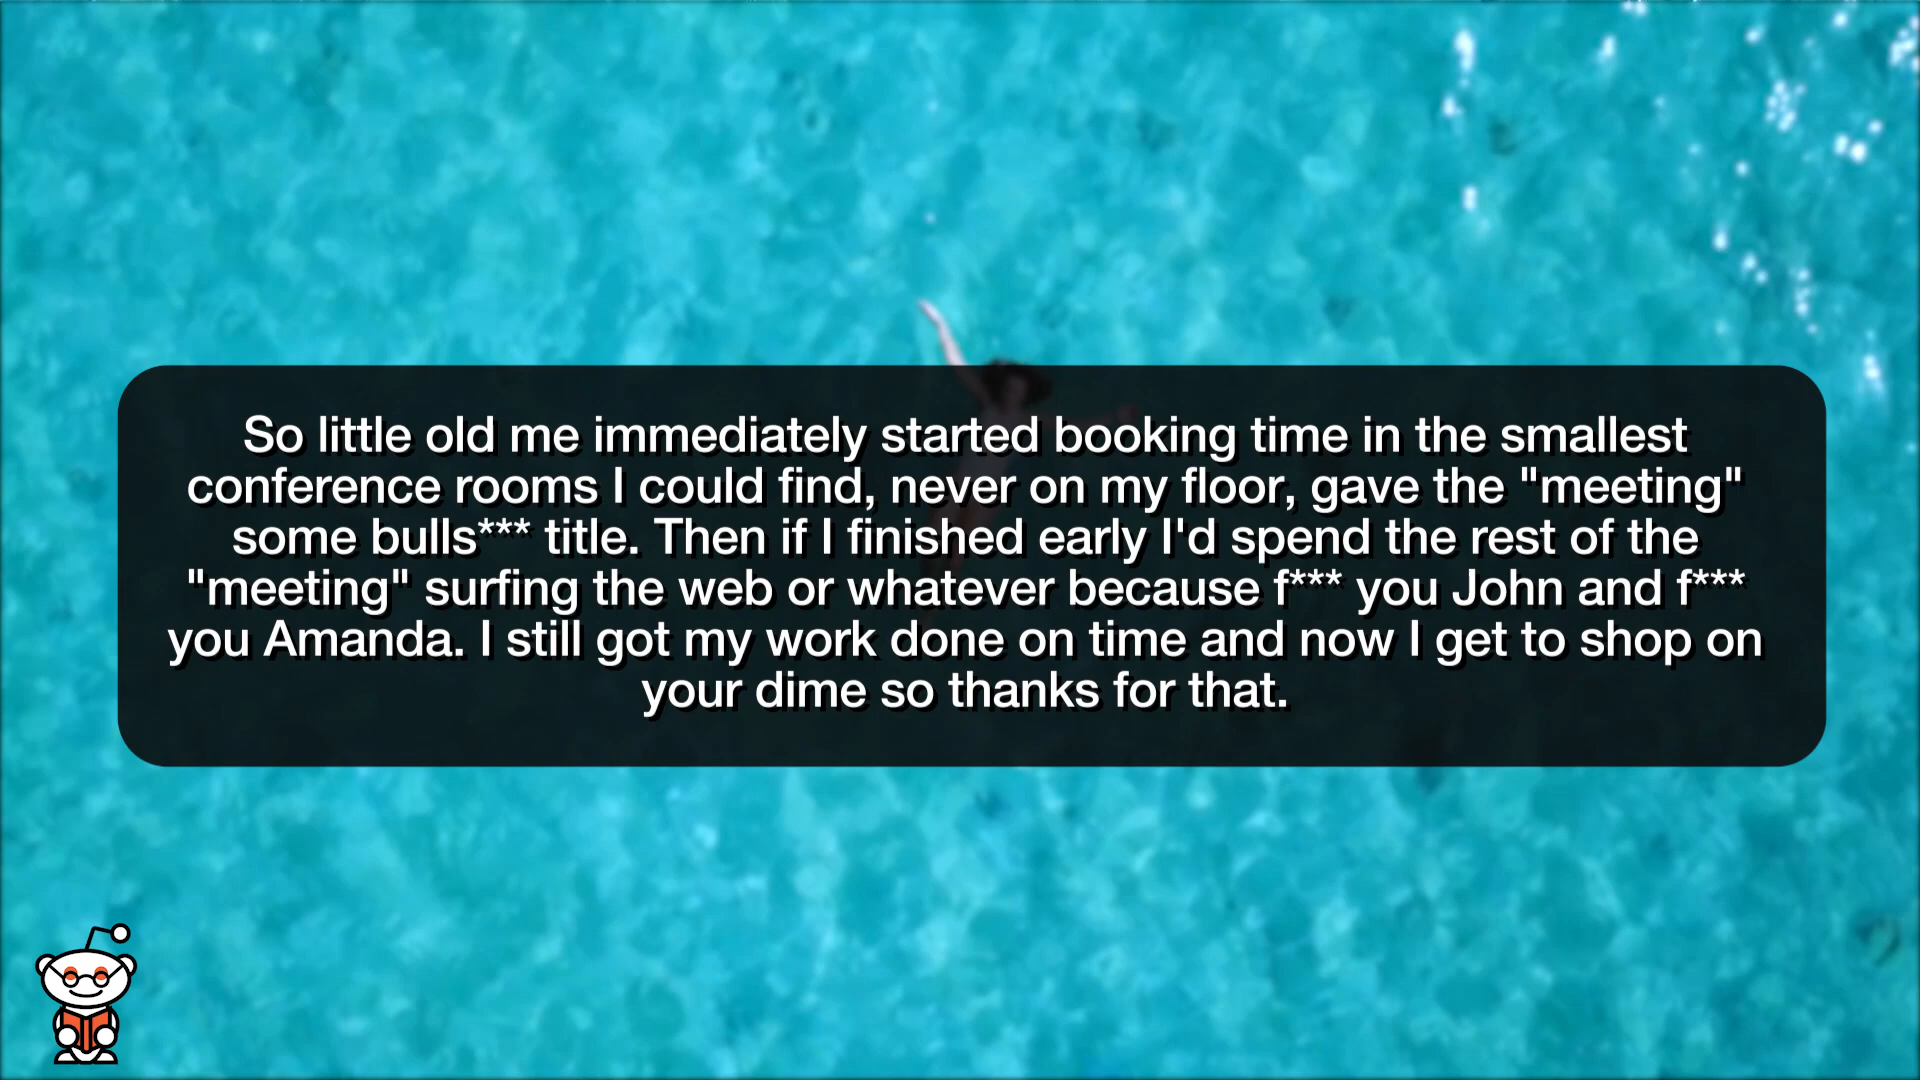 So little old me immediately started booking time in the smallest
conference rooms I could find, never on my floor, gave the "meeting"
some bulls*** title. Then if I finished early I'd spend the rest of the
"meeting" surfing the web or whatever because f*** you John and f***
you Amanda. I still got my work done on time and now I get to shop on
your dime so thanks for that.